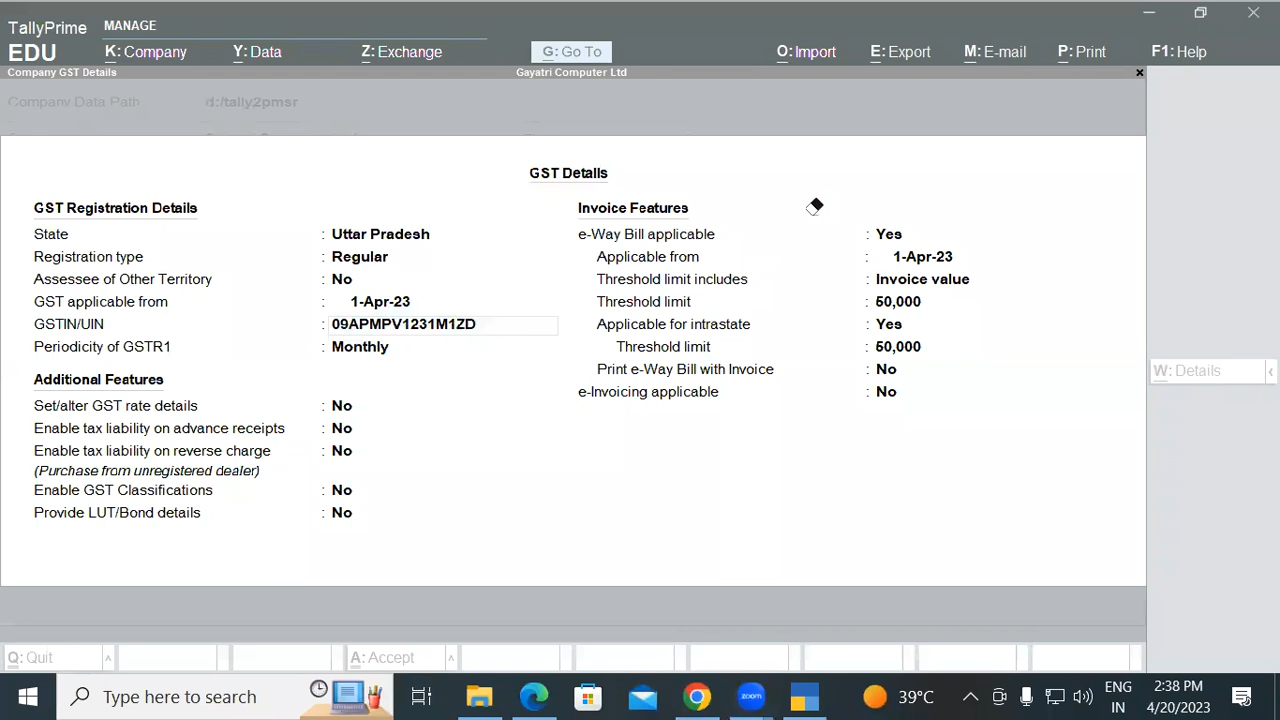 TallyPrime
EDU
MANAGE
K: Company
Y: Data
Z: Exchange
G: Go To
O: Import
E: Export
M: E-mail
P: Print
F1: Help
Company GST Details
Gayatri Computer Ltd
Company Data Path
d:/tally2pmsr
GST Details
GST Registration Details
State : Uttar Pradesh
Registration type : Regular
Assessee of Other Territory : No
GST applicable from : 1-Apr-23
GSTIN/UIN : 09APMPV1231M1ZD
Periodicity of GSTR1 : Monthly
Additional Features
Set/alter GST rate details : No
Enable tax liability on advance receipts : No
Enable tax liability on reverse charge : No
(Purchase from unregistered dealer)
Enable GST Classifications : No
Provide LUT/Bond details : No
Invoice Features
e-Way Bill applicable : Yes
Applicable from : 1-Apr-23
Threshold limit includes : Invoice value
Threshold limit : 50,000
Applicable for intrastate : Yes
Threshold limit : 50,000
Print e-Way Bill with Invoice : No
e-Invoicing applicable : No
W: Details
Q: Quit
A: Accept
Type here to search
zoom
39°C
ENG
IN
2:38 PM
4/20/2023